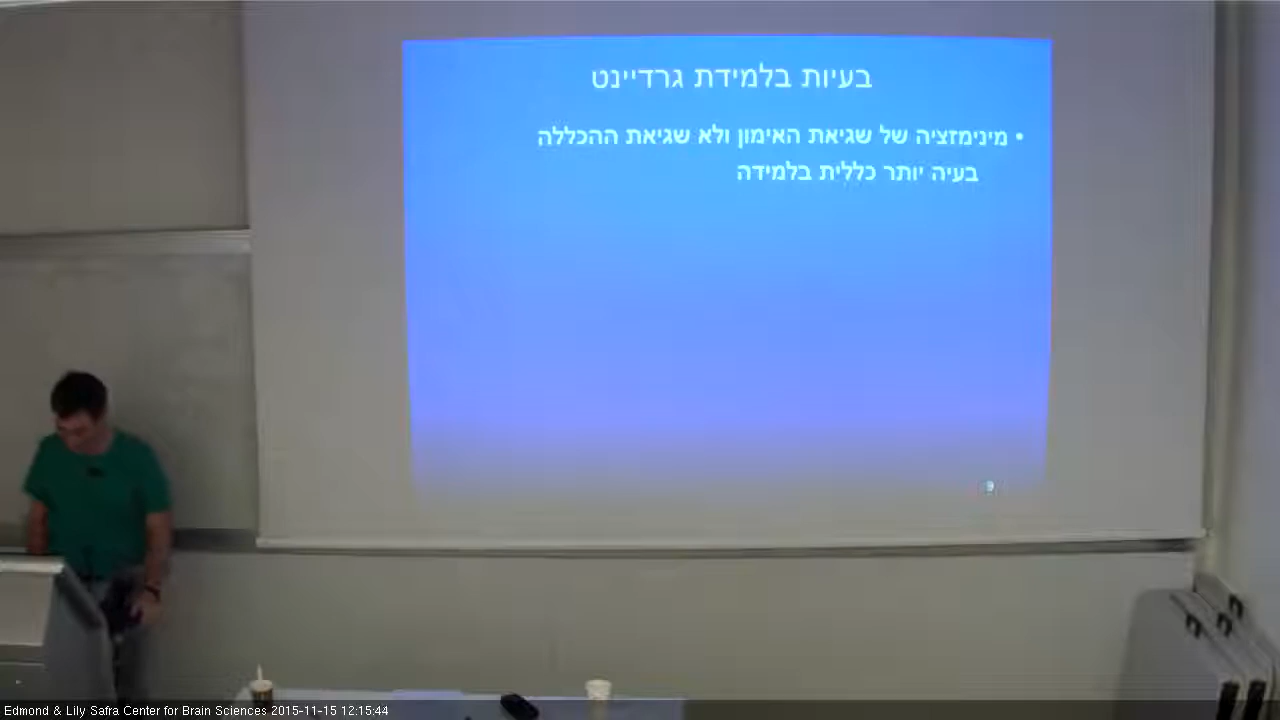 בעיות בלמידת גרדיינט
• מינימזציה של שגיאת האימון ולא שגיאת ההכללה
בעיה יותר כללית בלמידה
9
Edmond & Lily Safra Center for Brain Sciences 2015-11-15 12:15:44